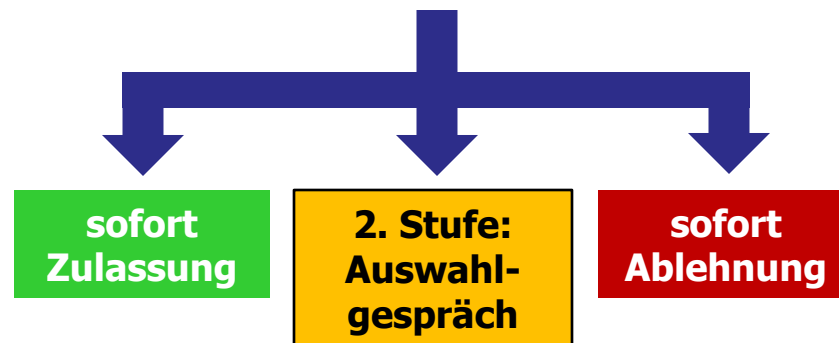 sofort
Zulassung
2. Stufe:
Auswahl-
gespräch
sofort
Ablehnung